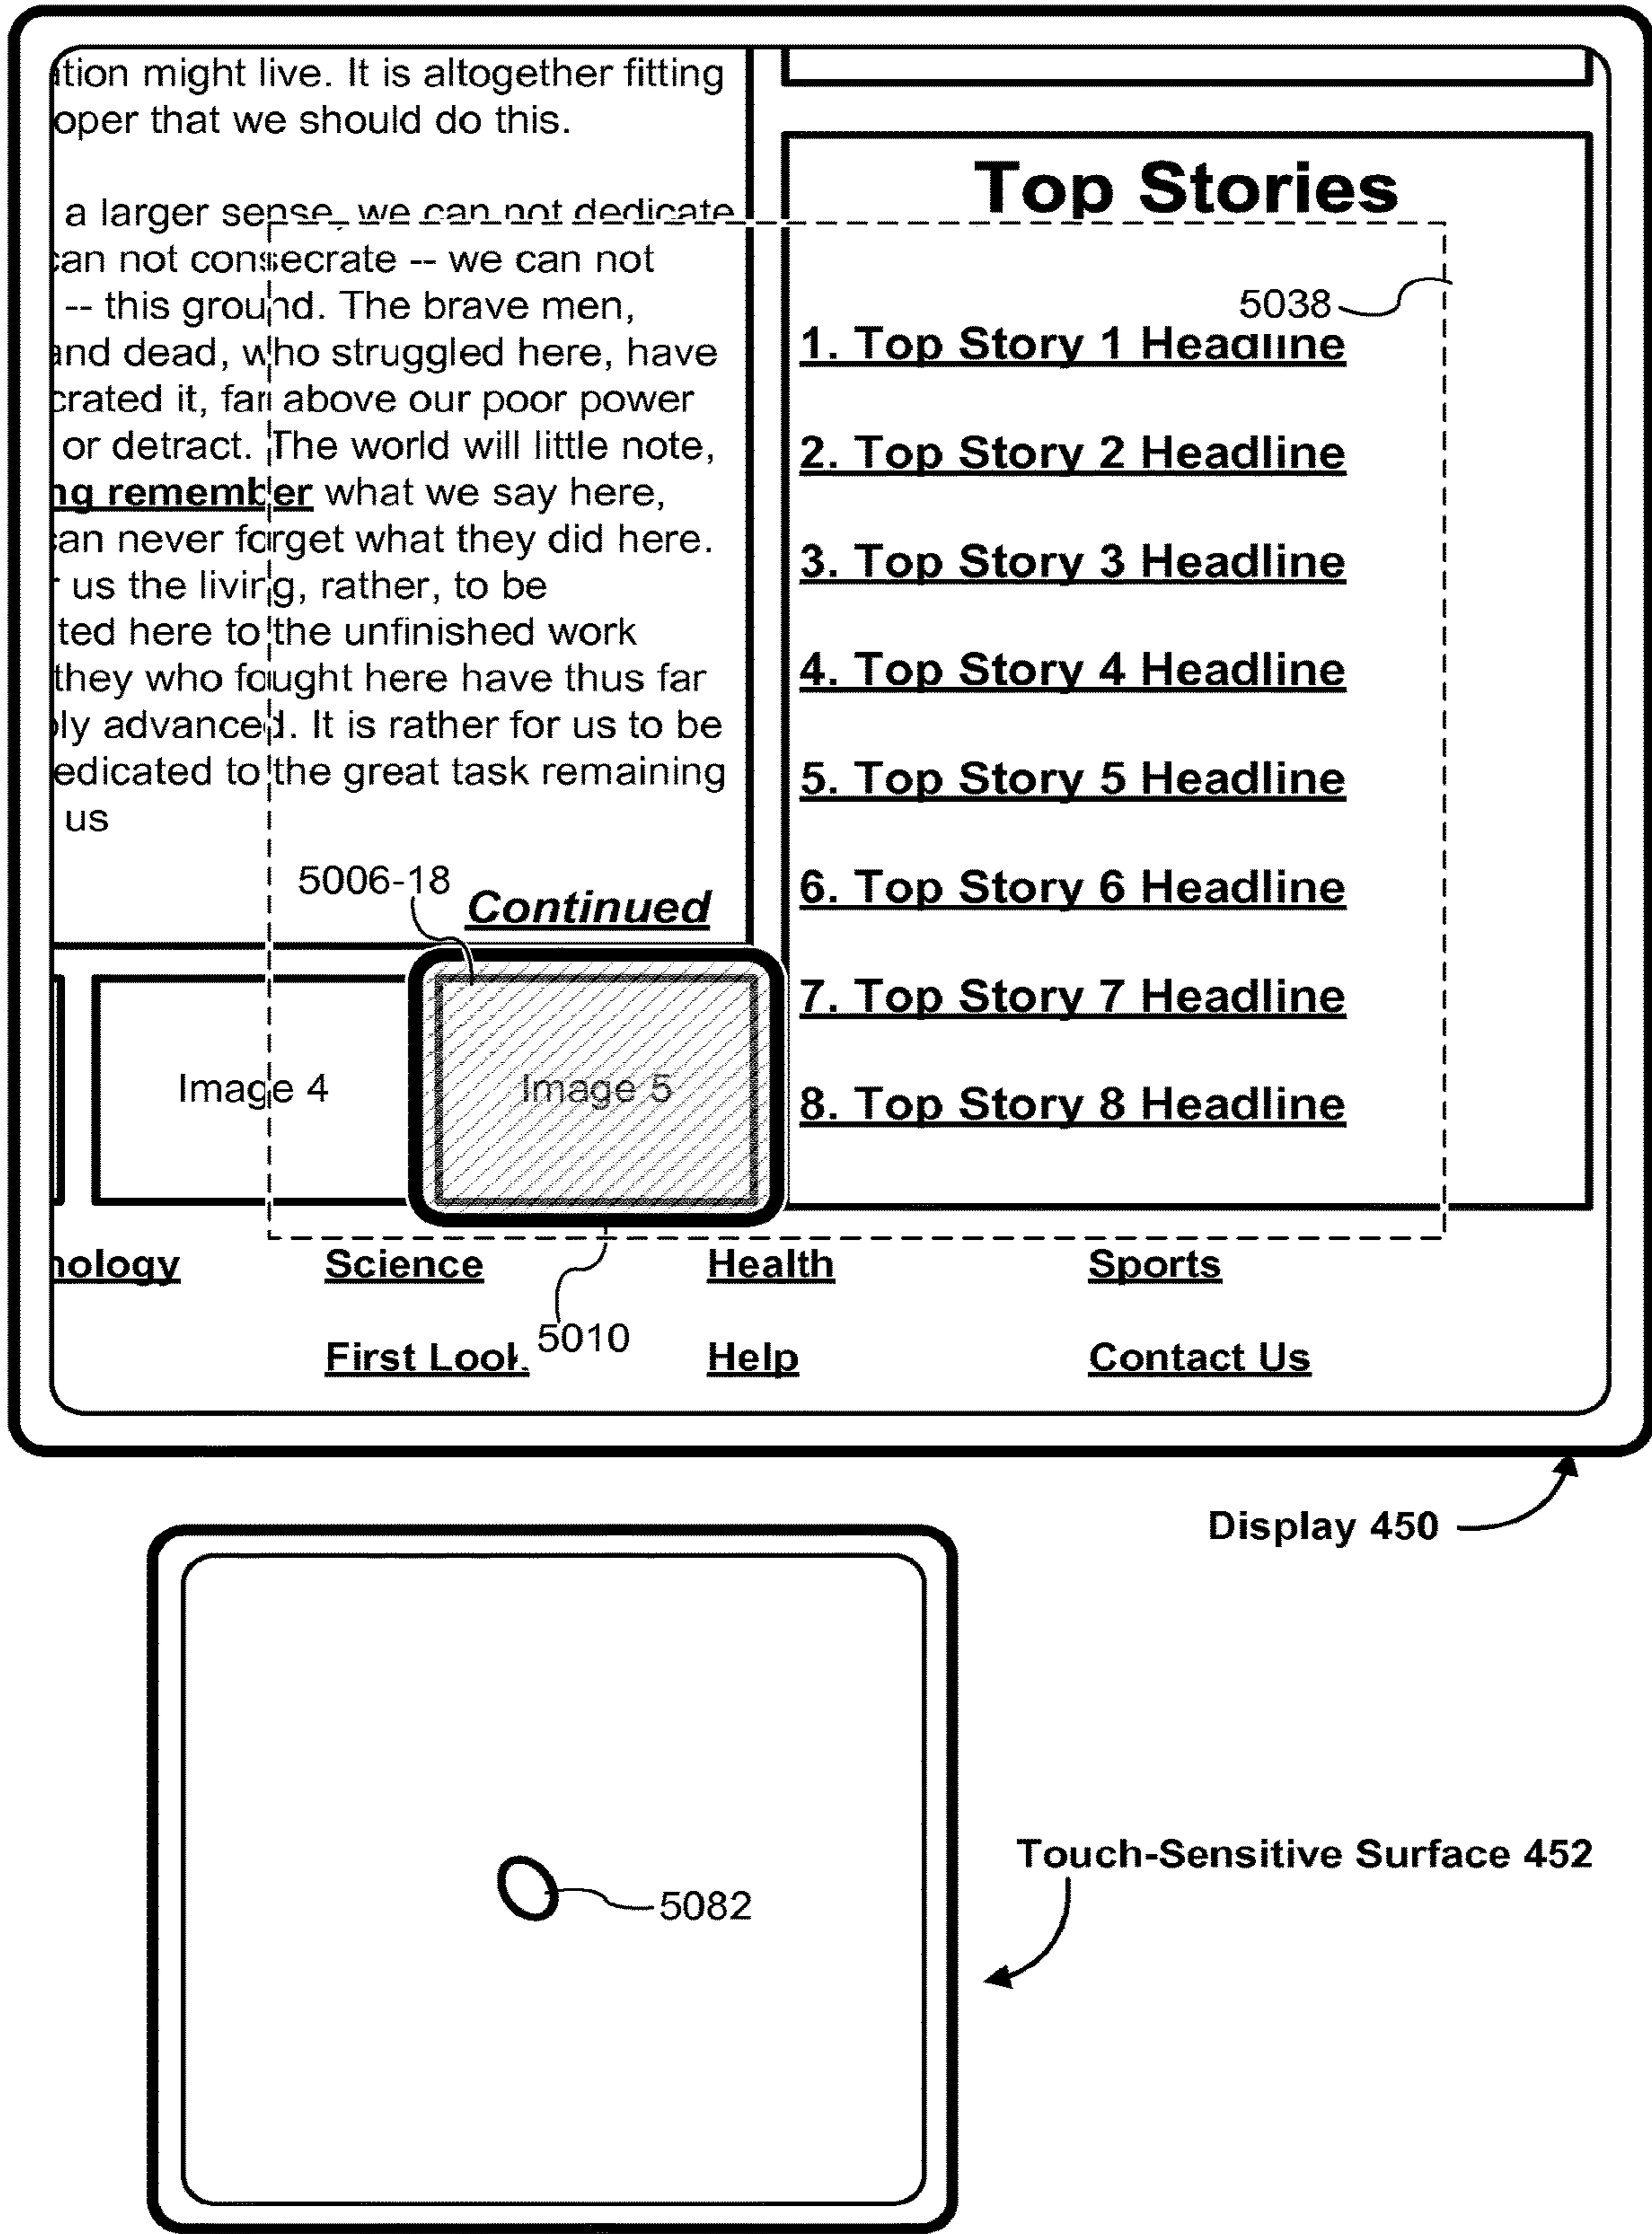 tion might live. It is altogether fitting
oper that we should do this.
a larger sense, we can not dedicate
can not consecrate -- we can not
-- this ground. The brave men,
and dead, who struggled here, have
crated it, far above our poor power
or detract. The world will little note,
ng remember what we say here,
can never forget what they did here.
r us the living, rather, to be
ted here to the unfinished work
they who fought here have thus far
ly advanced. It is rather for us to be
edicated to the great task remaining
us
5006-18
Continued
Image 4
Image 5
Top Stories
5038
1. Top Story 1 Headline
2. Top Story 2 Headline
3. Top Story 3 Headline
4. Top Story 4 Headline
5. Top Story 5 Headline
6. Top Story 6 Headline
7. Top Story 7 Headline
8. Top Story 8 Headline
nology Science Health Sports
5010
First Look Help Contact Us
Display 450
Touch-Sensitive Surface 452
5082